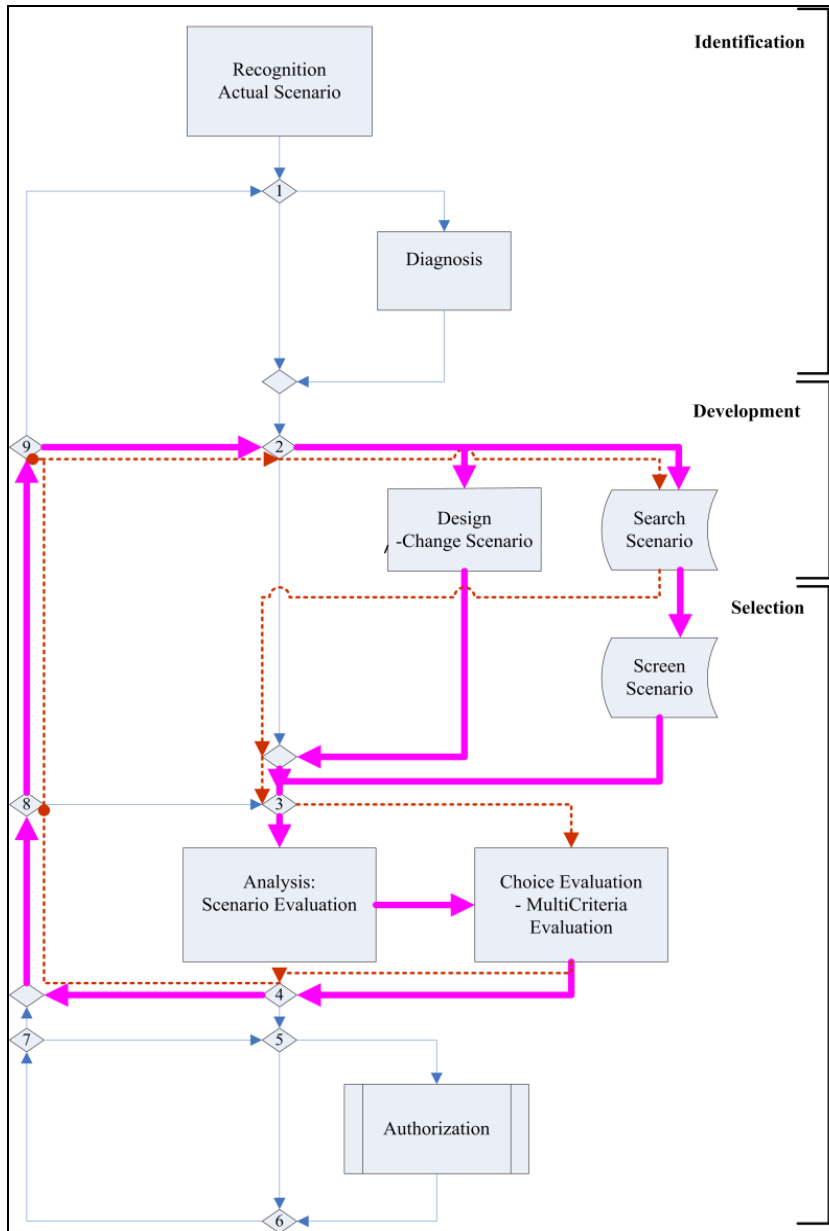 Identification
Recognition
Actual Scenario
1
Diagnosis
Development
9
2
Design
-Change Scenario
Search
Scenario
Selection
Screen
Scenario
8
3
Analysis:
Scenario Evaluation
Choice Evaluation
- MultiCriteria
Evaluation
4
7
5
Authorization
6